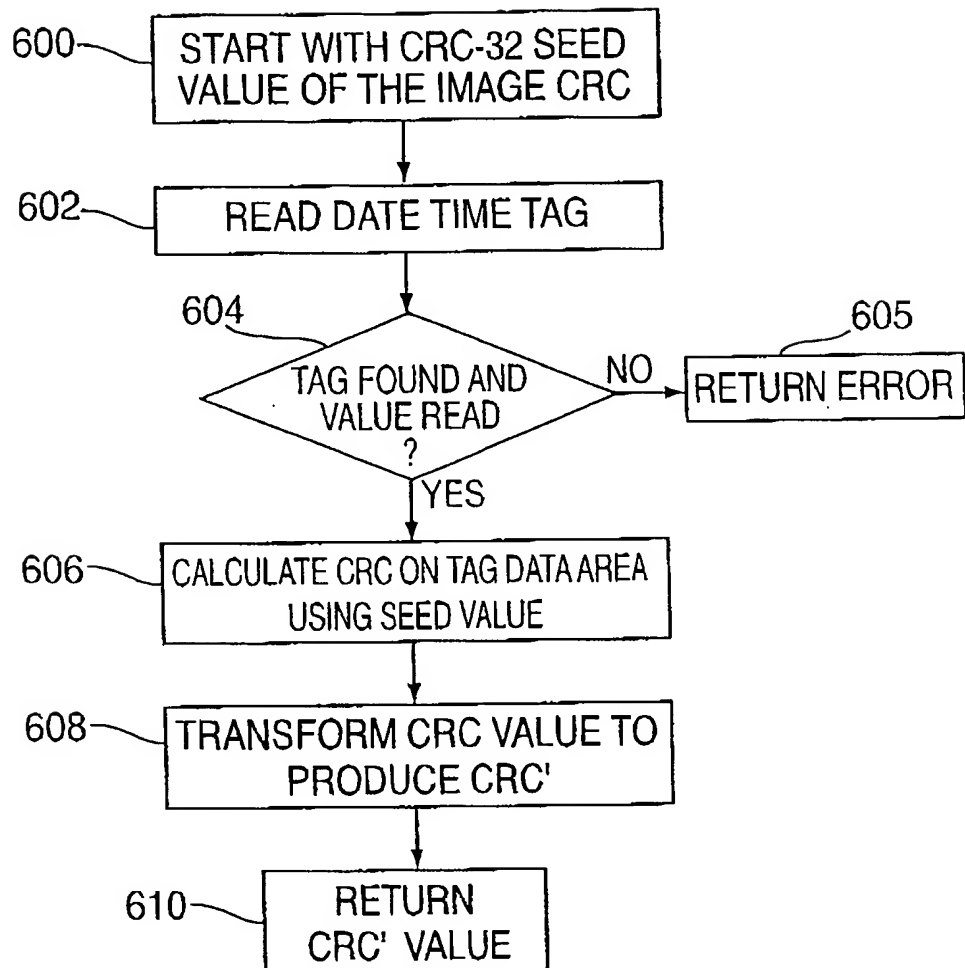 600
START WITH CRC-32 SEED
VALUE OF THE IMAGE CRC
602
READ DATE TIME TAG
604
TAG FOUND AND
VALUE READ
?
NO
605
RETURN ERROR
YES
606
CALCULATE CRC ON TAG DATA AREA
USING SEED VALUE
608
TRANSFORM CRC VALUE TO
PRODUCE CRC'
610
RETURN
CRC' VALUE